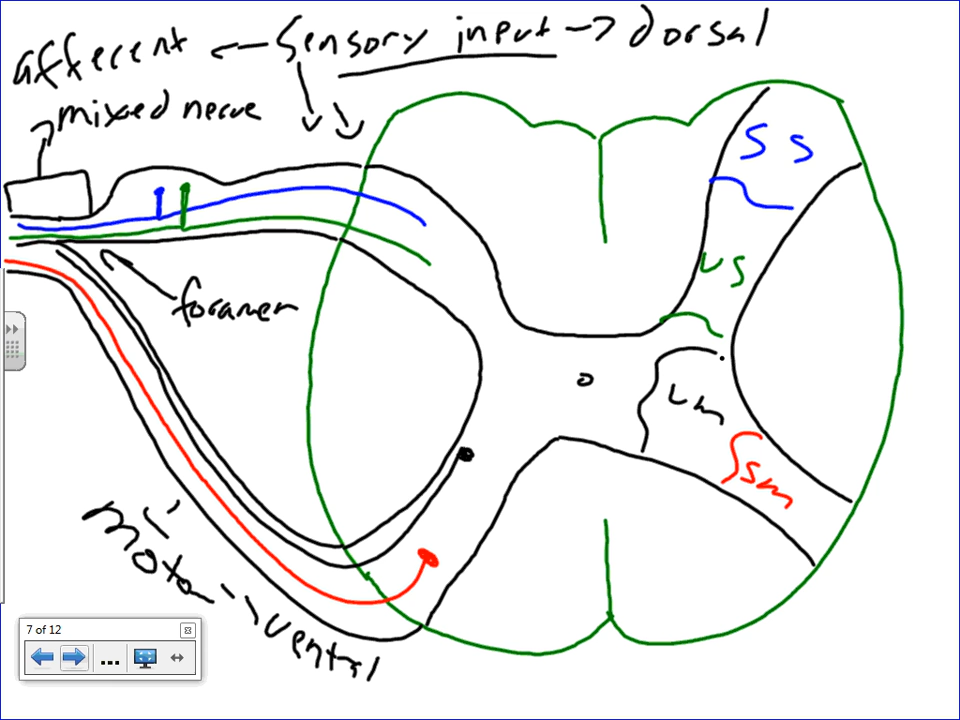 afferent ← sensory input → dorsal
mixed nerve
SS
VS
foramen
Vm
Sm
motor → ventral
7 of 12
...